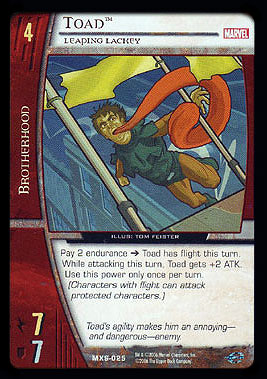 4
TOAD™
LEAPING LACKEY
MARVEL
BROTHERHOOD
ILLUS: TOM FEISTER
Pay 2 endurance ➔ Toad has flight this turn.
While attacking this turn, Toad gets +2 ATK.
Use this power only once per turn.
(Characters with flight can attack
protected characters.)
Toad's agility makes him an annoying—
and dangerous—enemy.
7
7
MXS-025